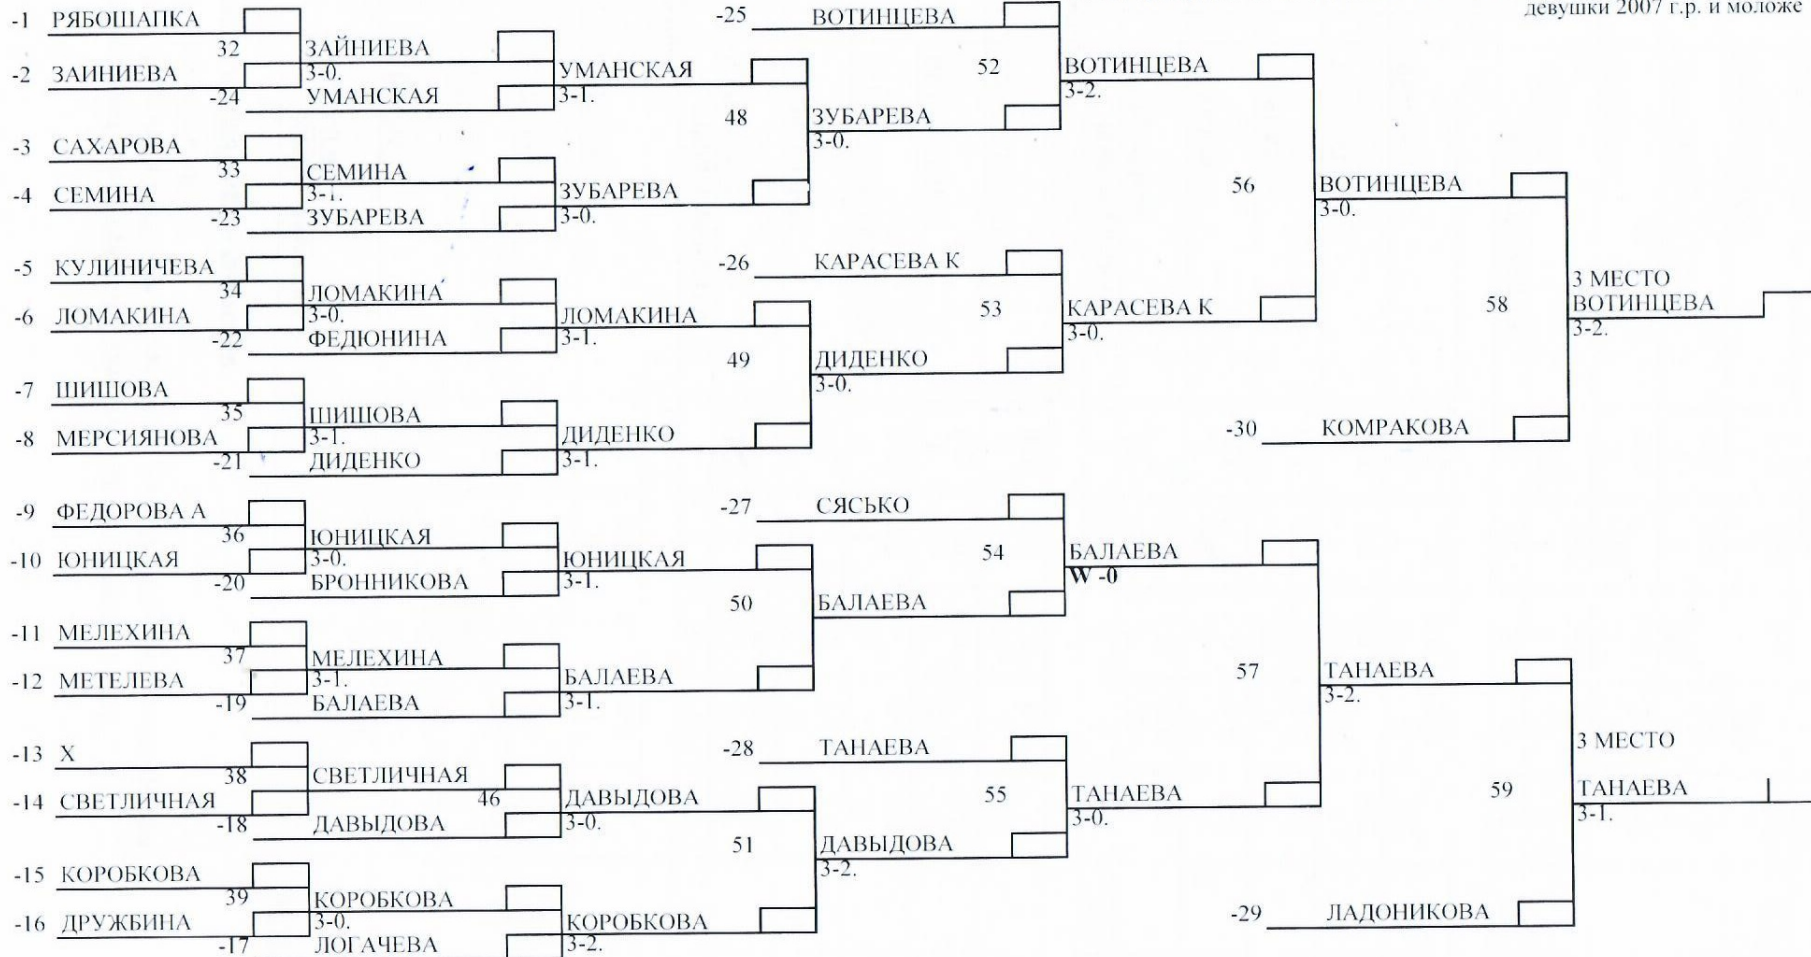 девушки 2007 г.р. и моложе
-1 РЯБОШАПКА
-25 ВОТИНЦЕВА
32 ЗАЙНИЕВА
-2 ЗАИНИЕВА
3-0.
УМАНСКАЯ
52
ВОТИНЦЕВА
-24 УМАНСКАЯ
3-1.
3-2.
48
ЗУБАРЕВА
3-0.
-3 САХАРОВА
33 СЕМИНА
-4 СЕМИНА
3-1.
ЗУБАРЕВА
56
ВОТИНЦЕВА
-23 ЗУБАРЕВА
3-0.
3-0.
-5 КУЛИНИЧЕВА
-26 КАРАСЕВА К
34 ЛОМАКИНА
3 МЕСТО
-6 ЛОМАКИНА
3-0.
ЛОМАКИНА
53
КАРАСЕВА К
58
ВОТИНЦЕВА
-22 ФЕДЮНИНА
3-1.
3-0.
3-2.
49
ДИДЕНКО
3-0.
-7 ШИШОВА
35 ШИШОВА
-8 МЕРСИЯНОВА
3-1.
ДИДЕНКО
-30 КОМРАКОВА
-21 ДИДЕНКО
3-1.
-9 ФЕДОРОВА А
-27 СЯСЬКО
36 ЮНИЦКАЯ
-10 ЮНИЦКАЯ
3-0.
ЮНИЦКАЯ
54
БАЛАЕВА
-20 БРОННИКОВА
3-1.
W -0
50
БАЛАЕВА
-11 МЕЛЕХИНА
37 МЕЛЕХИНА
-12 МЕТЕЛЕВА
3-1.
БАЛАЕВА
57
ТАНАЕВА
-19 БАЛАЕВА
3-1.
3-2.
-13 X
-28 ТАНАЕВА
3 МЕСТО
38 СВЕТЛИЧНАЯ
-14 СВЕТЛИЧНАЯ
46
ДАВЫДОВА
55
ТАНАЕВА
59
ТАНАЕВА
-18 ДАВЫДОВА
3-0.
3-0.
3-1.
51
ДАВЫДОВА
3-2.
-15 КОРОБКОВА
39 КОРОБКОВА
-16 ДРУЖБИНА
3-0.
КОРОБКОВА
-29 ЛАДОНИКОВА
-17 ЛОГАЧЕВА
3-2.